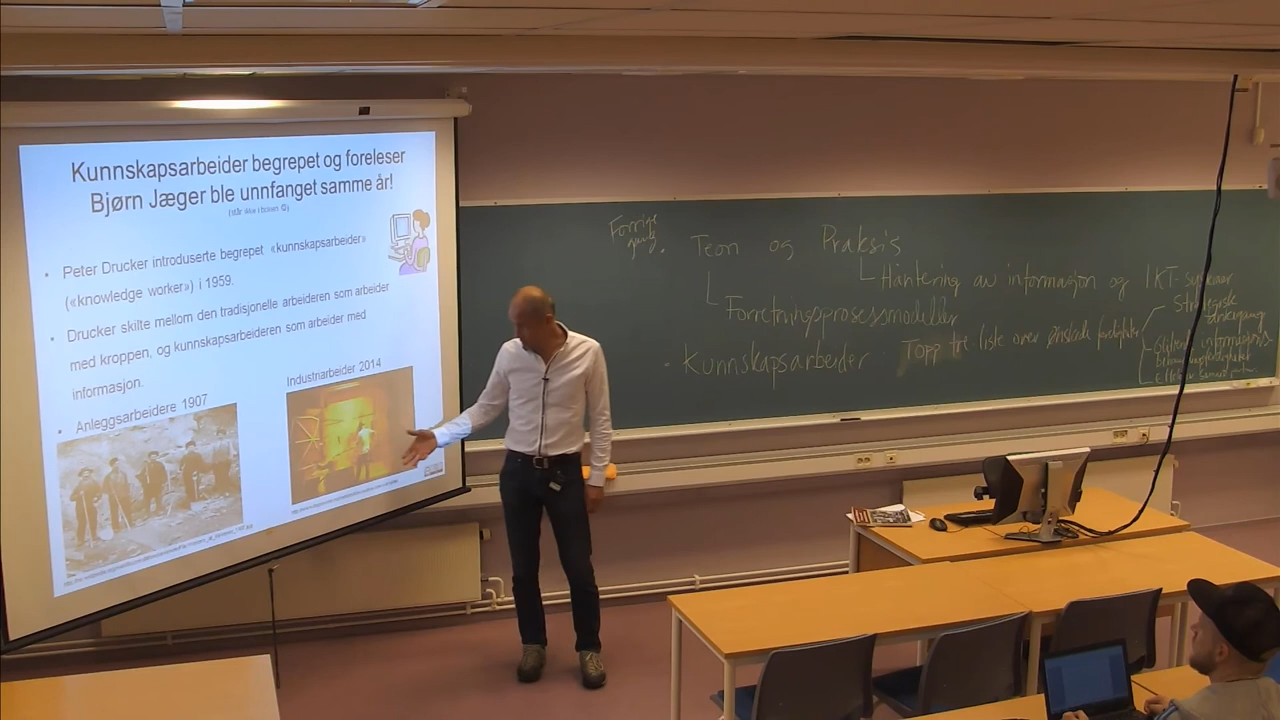 Kunnskapsarbeider begrepet og foreleser
Bjørn Jæger ble unnfanget samme år!
Peter Drucker introduserte begrepet «kunnskapsarbeider»
(«knowledge worker») i 1959.
Drucker skilte mellom den tradisjonelle arbeideren som arbeider
med kroppen, og kunnskapsarbeideren som arbeider med
informasjon.
Anleggsarbeidere 1907
Industriarbeider 2014
Forrige
gang.
Teori og Praksis
Håntering av informasjon og IKT-systemer
Forretningsprosessmodeller
Kunnskapsarbeider
Topp tre liste over ønskede
Strategisk